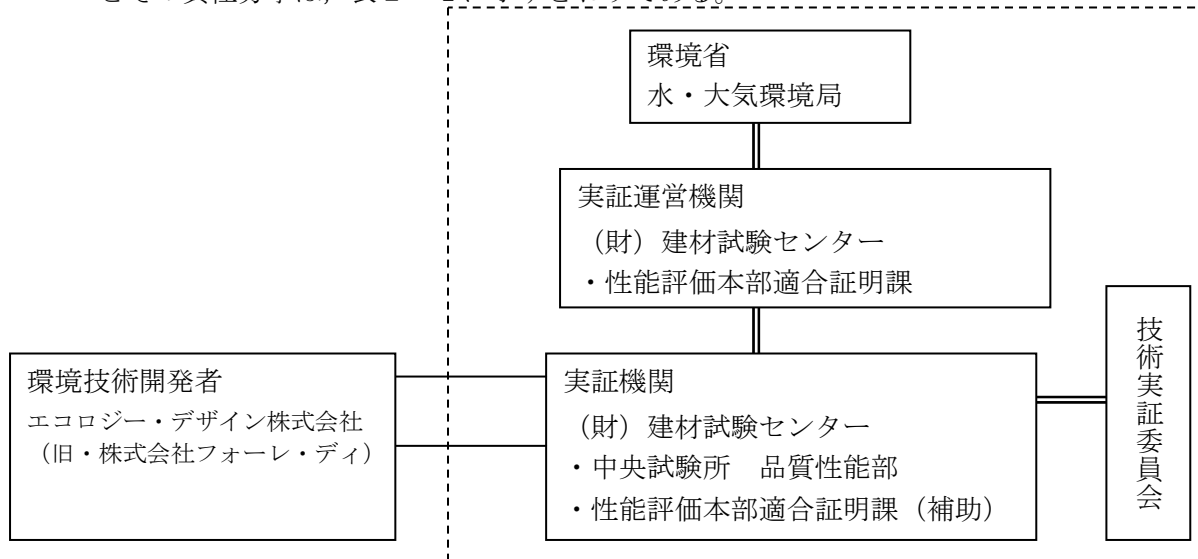 環境省
水・大気環境局
実証運営機関
(財)建材試験センター
・性能評価本部適合証明課
技術実証委員会
環境技術開発者
エコロジー・デザイン株式会社
(旧・株式会社フォーレ・ディ)
実証機関
(財)建材試験センター
・中央試験所 品質性能部
・性能評価本部適合証明課(補助)